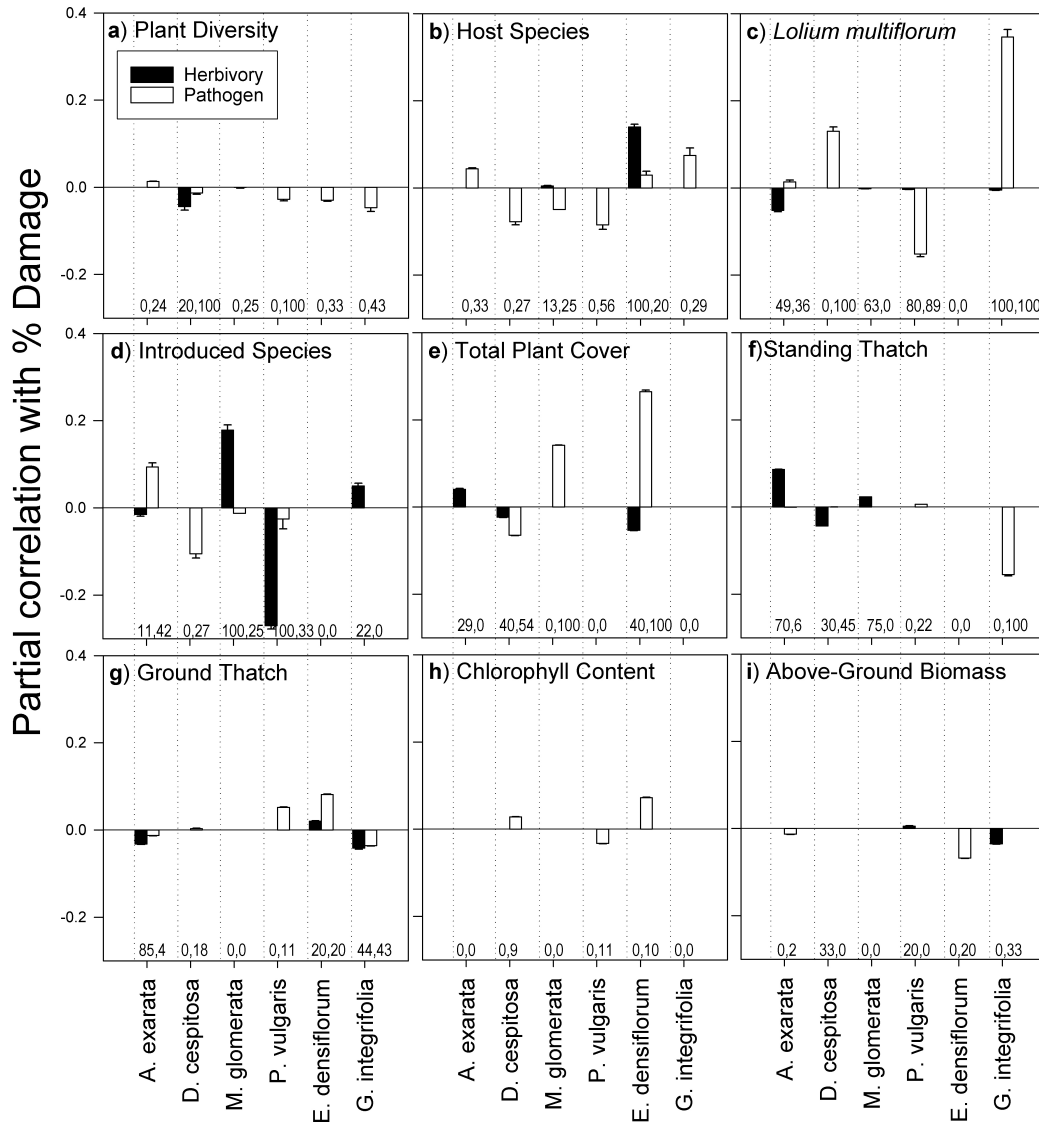 Partial correlation with % Damage
a) Plant Diversity
Herbivory
Pathogen
0.4
0.2
0.0
-0.2
0,24 20,100 0,25 0,100 0,33 0,43
b) Host Species
0,33 0,27 13,25 0,56 100,20 0,29
c) Lolium multiflorum
49,36 0,100 63,0 80,89 0,0 100,100
d) Introduced Species
0.4
0.2
0.0
-0.2
11,42 0,27 100,25 100,33 0,0 22,0
e) Total Plant Cover
29,0 40,54 0,100 0,0 40,100 0,0
f)Standing Thatch
70,6 30,45 75,0 0,22 0,0 0,100
g) Ground Thatch
0.4
0.2
0.0
-0.2
85,4 0,18 0,0 0,11 20,20 44,43
h) Chlorophyll Content
0,0 0,9 0,0 0,11 0,10 0,0
i) Above-Ground Biomass
0,2 33,0 0,0 20,0 0,20 0,33
A. exarata
D. cespitosa
M. glomerata
P. vulgaris
E. densiflorum
G. integrifolia
A. exarata
D. cespitosa
M. glomerata
P. vulgaris
E. densiflorum
G. integrifolia
A. exarata
D. cespitosa
M. glomerata
P. vulgaris
E. densiflorum
G. integrifolia